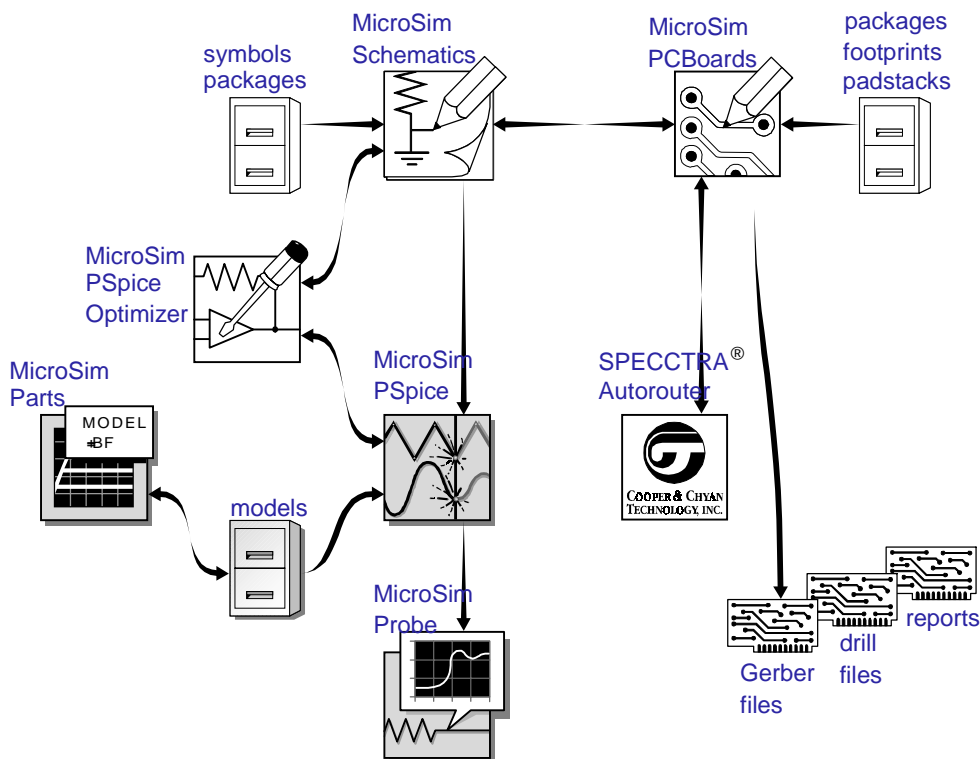 symbols
packages
MicroSim
Schematics
MicroSim
PCBoards
packages
footprints
padstacks
MicroSim
PSpice
Optimizer
MicroSim
Parts
MODEL
=BF
models
MicroSim
PSpice
SPECCTRA®
Autorouter
COOPER & CHYAN
TECHNOLOGY, INC.
MicroSim
Probe
Gerber
files
drill
files
reports